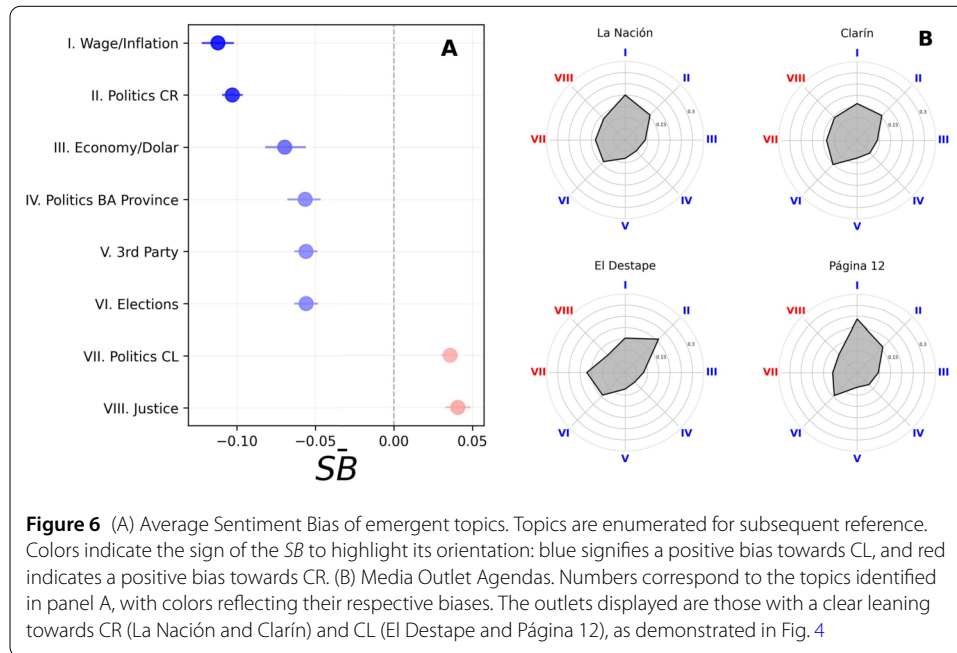 A
I. Wage/Inflation
II. Politics CR
III. Economy/Dolar
IV. Politics BA Province
V. 3rd Party
VI. Elections
VII. Politics CL
VIII. Justice
−0.10 −0.05 0.00 0.05
SB̄
B
La Nación
I
II
III
IV
V
VI
VII
VIII
0.15
0.3
Clarín
I
II
III
IV
V
VI
VII
VIII
0.15
0.3
El Destape
I
II
III
IV
V
VI
VII
VIII
0.15
0.3
Página 12
I
II
III
IV
V
VI
VII
VIII
0.15
0.3
Figure 6 (A) Average Sentiment Bias of emergent topics. Topics are enumerated for subsequent reference.
Colors indicate the sign of the SB to highlight its orientation: blue signifies a positive bias towards CL, and red
indicates a positive bias towards CR. (B) Media Outlet Agendas. Numbers correspond to the topics identified
in panel A, with colors reflecting their respective biases. The outlets displayed are those with a clear leaning
towards CR (La Nación and Clarín) and CL (El Destape and Página 12), as demonstrated in Fig. 4